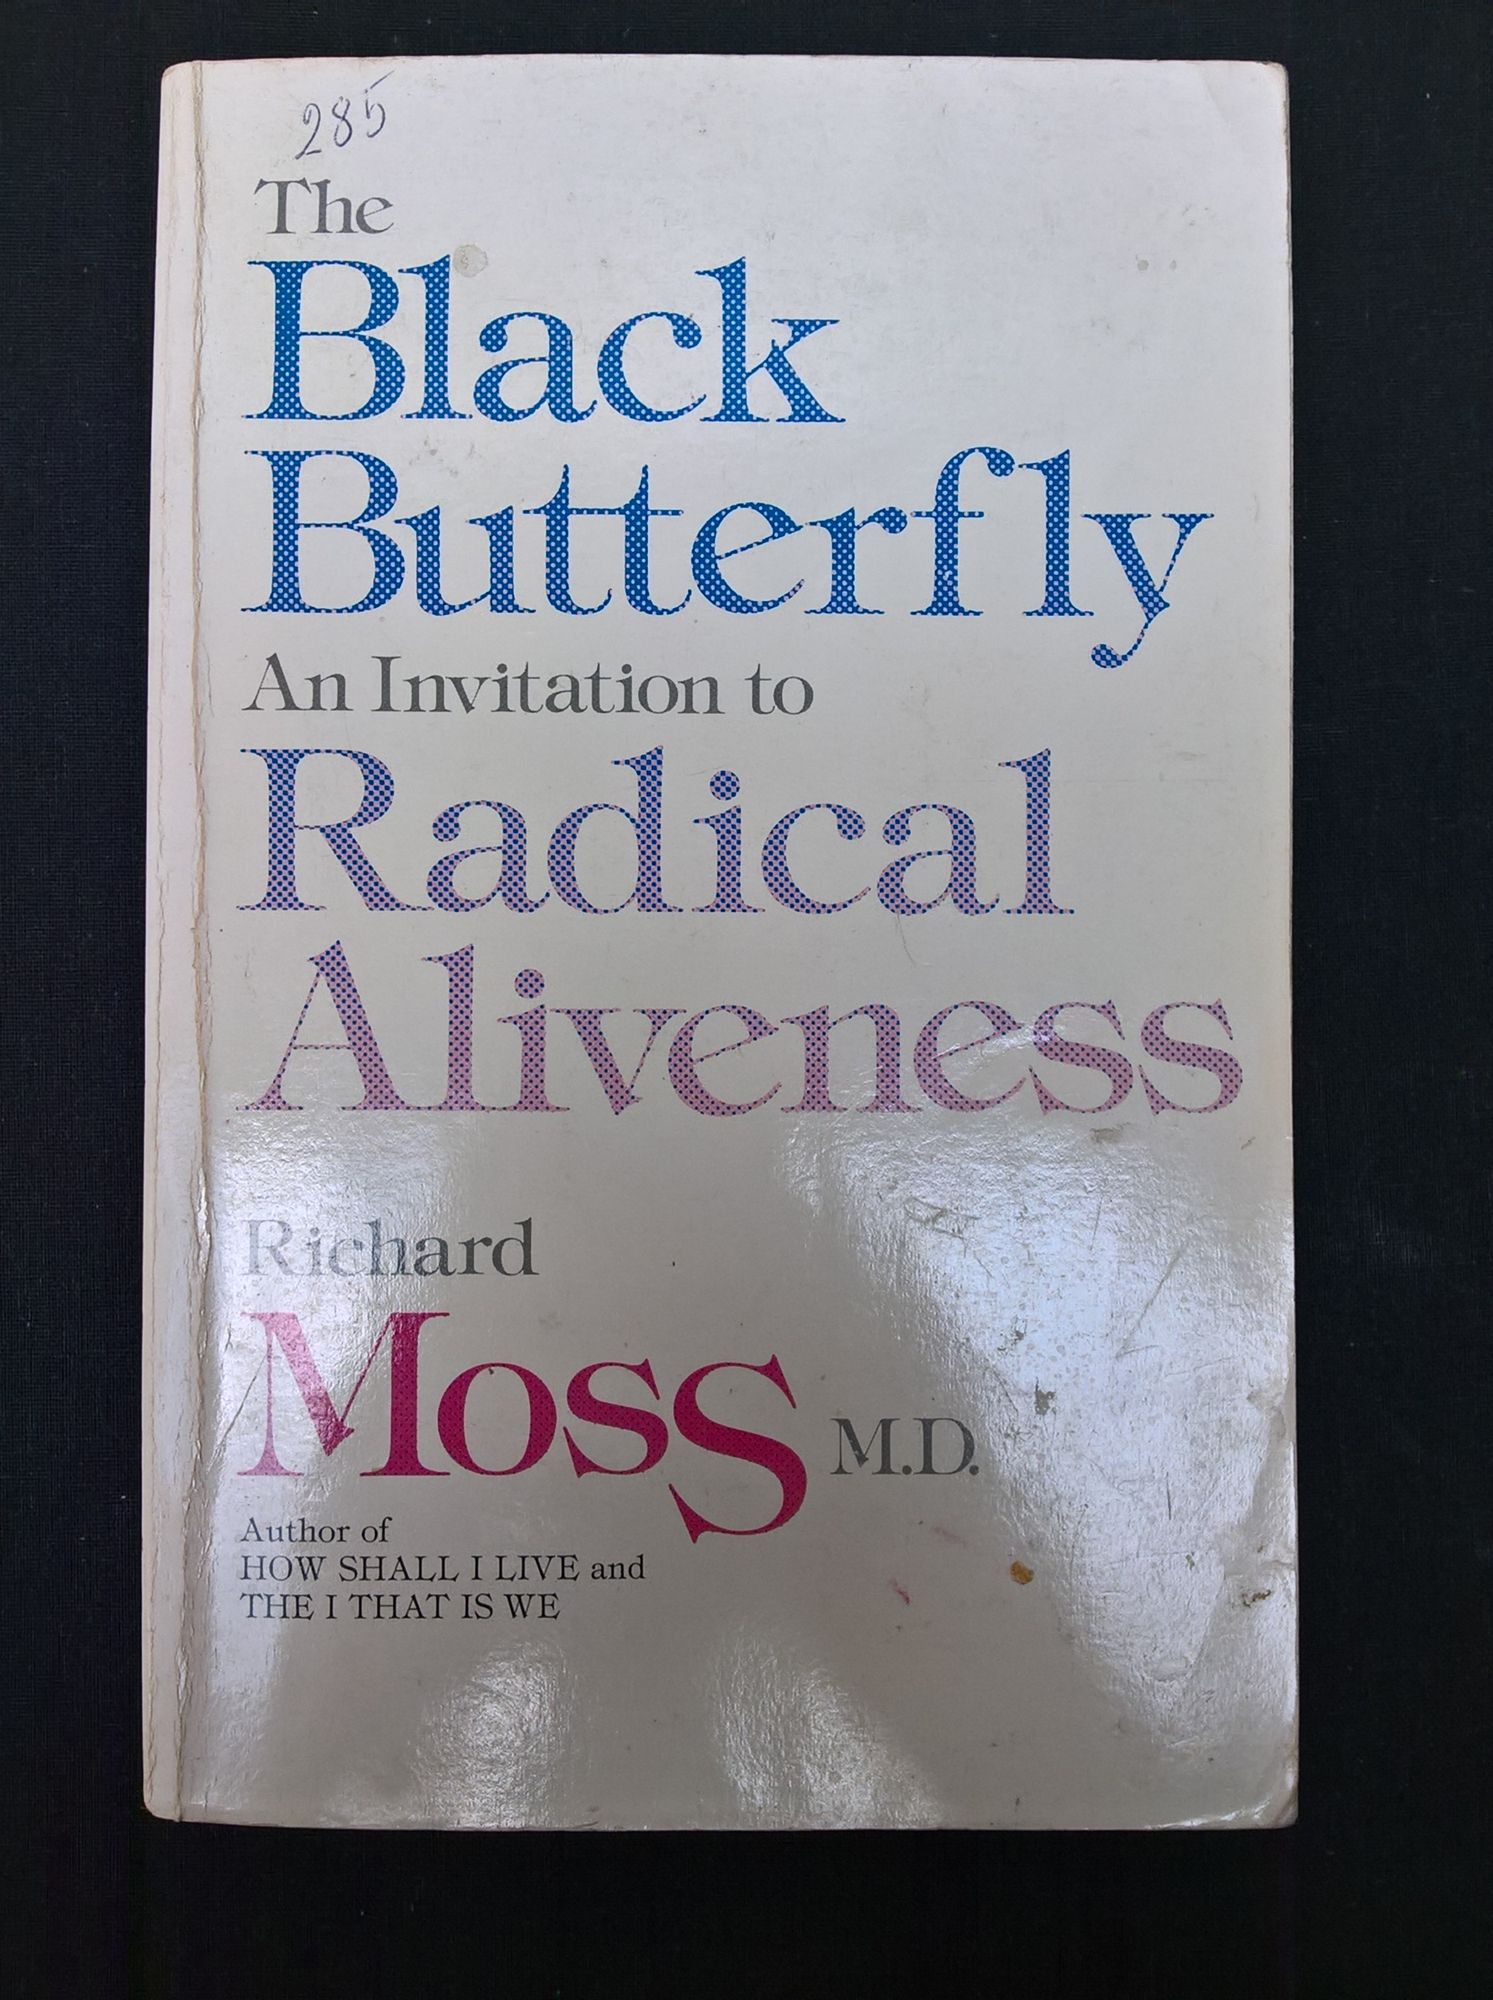 285
The
Black
Butterfly
An Invitation to
Radical
Aliveness
Richard
Moss M.D.
Author of
HOW SHALL I LIVE and
THE I THAT IS WE